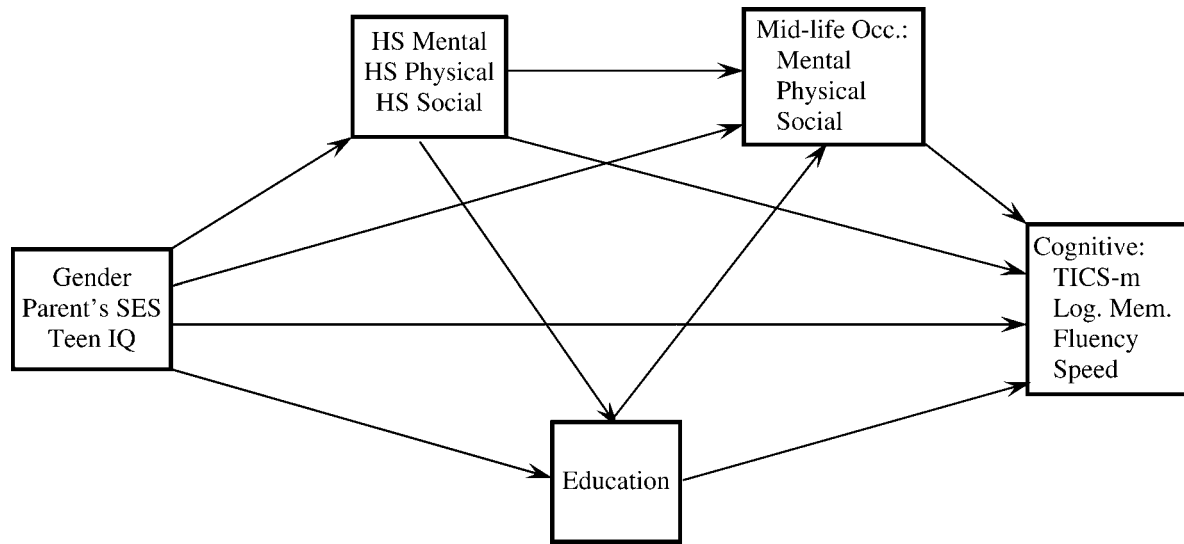 HS Mental
HS Physical
HS Social
Mid-life Occ.:
Mental
Physical
Social
Gender
Parent's SES
Teen IQ
Cognitive:
TICS-m
Log. Mem.
Fluency
Speed
Education